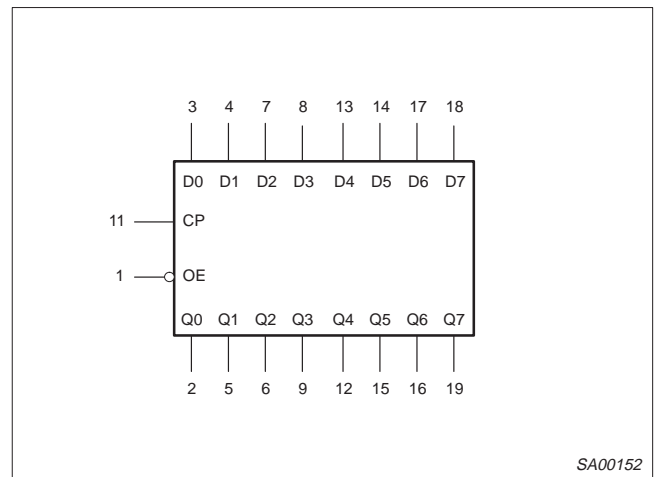 3 4 7 8 13 14 17 18
D0 D1 D2 D3 D4 D5 D6 D7
11 CP
1 OE
Q0 Q1 Q2 Q3 Q4 Q5 Q6 Q7
2 5 6 9 12 15 16 19
SA00152